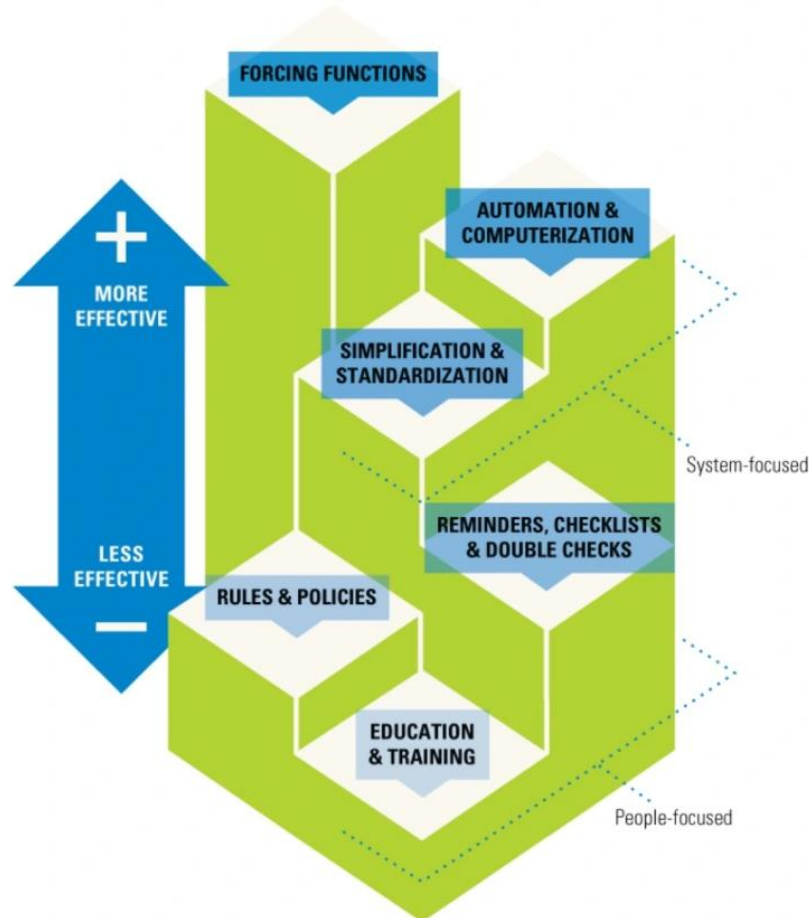 FORCING FUNCTIONS
AUTOMATION &
COMPUTERIZATION
+
MORE
EFFECTIVE
SIMPLIFICATION &
STANDARDIZATION
System-focused
REMINDERS, CHECKLISTS
& DOUBLE CHECKS
LESS
EFFECTIVE
–
RULES & POLICIES
EDUCATION
& TRAINING
People-focused